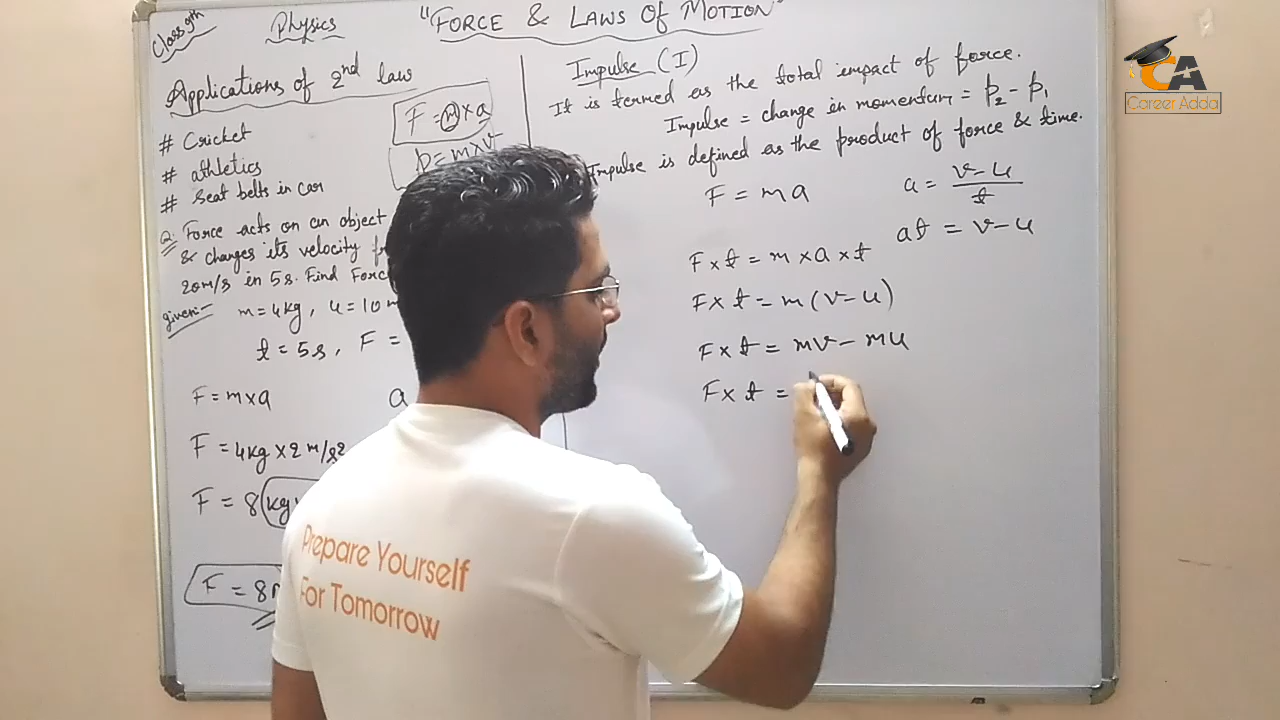 Class 9th
Physics
"FORCE & LAWS OF MOTION"
Applications of 2nd law
# Cricket
# athletics
# Seat belts in car
F = m × a
p = m × v
Q:- Force acts on an object
& changes its velocity
20m/s in 5s. Find Force
given:- m = 4kg, u = 10
t = 5s, F =
F = m × a
a
F = 4kg × 2 m/s²
F = 8 kg
F = 8
Impulse (I)
It is termed as the total impact of force.
Impulse = change in momentum = p₂ - p₁
Impulse is defined as the product of force & time.
F = ma
a = v - u / t
at = v - u
F × t = m × a × t
F × t = m (v - u)
F × t = mv - mu
F × t =
CA
Career Adda
Prepare Yourself
For Tomorrow